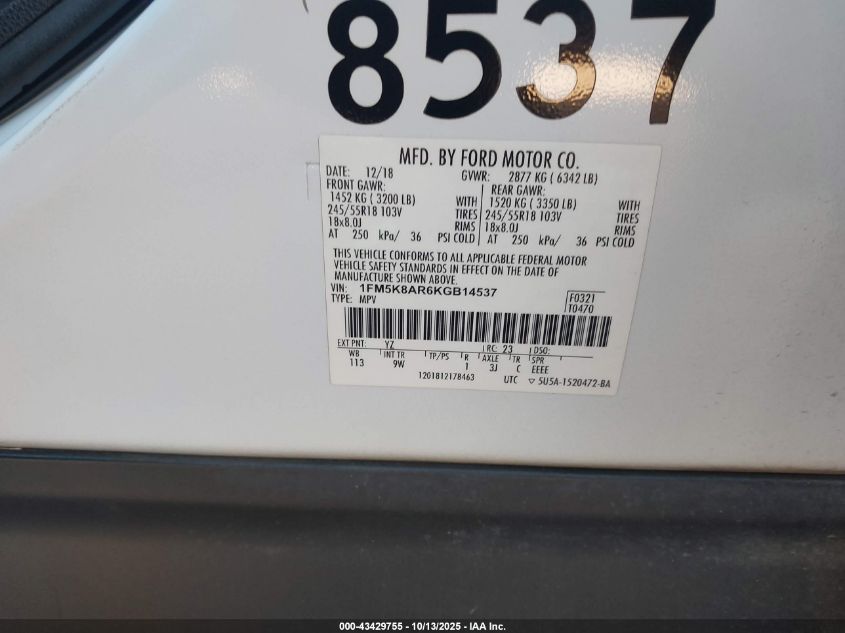 8537
MFD. BY FORD MOTOR CO.
DATE: 12/18 GVWR: 2877 KG ( 6342 LB)
FRONT GAWR: REAR GAWR:
1452 KG ( 3200 LB) WITH 1520 KG ( 3350 LB) WITH
245/55R18 103V TIRES 245/55R18 103V TIRES
18x8.0J RIMS 18x8.0J RIMS
AT 250 kPa/ 36 PSI COLD AT 250 kPa/ 36 PSI COLD
THIS VEHICLE CONFORMS TO ALL APPLICABLE FEDERAL MOTOR
VEHICLE SAFETY STANDARDS IN EFFECT ON THE DATE OF
MANUFACTURE SHOWN ABOVE.
VIN: 1FM5K8AR6KGB14537 F0321
TYPE: MPV T0470
EXT PNT: YZ RC: 23 DSO:
WB INT TR TP/PS R AXLE TR SPR
113 9W 1 3J C EEEE
1201812178463 UTC ▽ 5U5A-1520472-BA
000-43429755 | 10/13/2025 - IAA Inc.